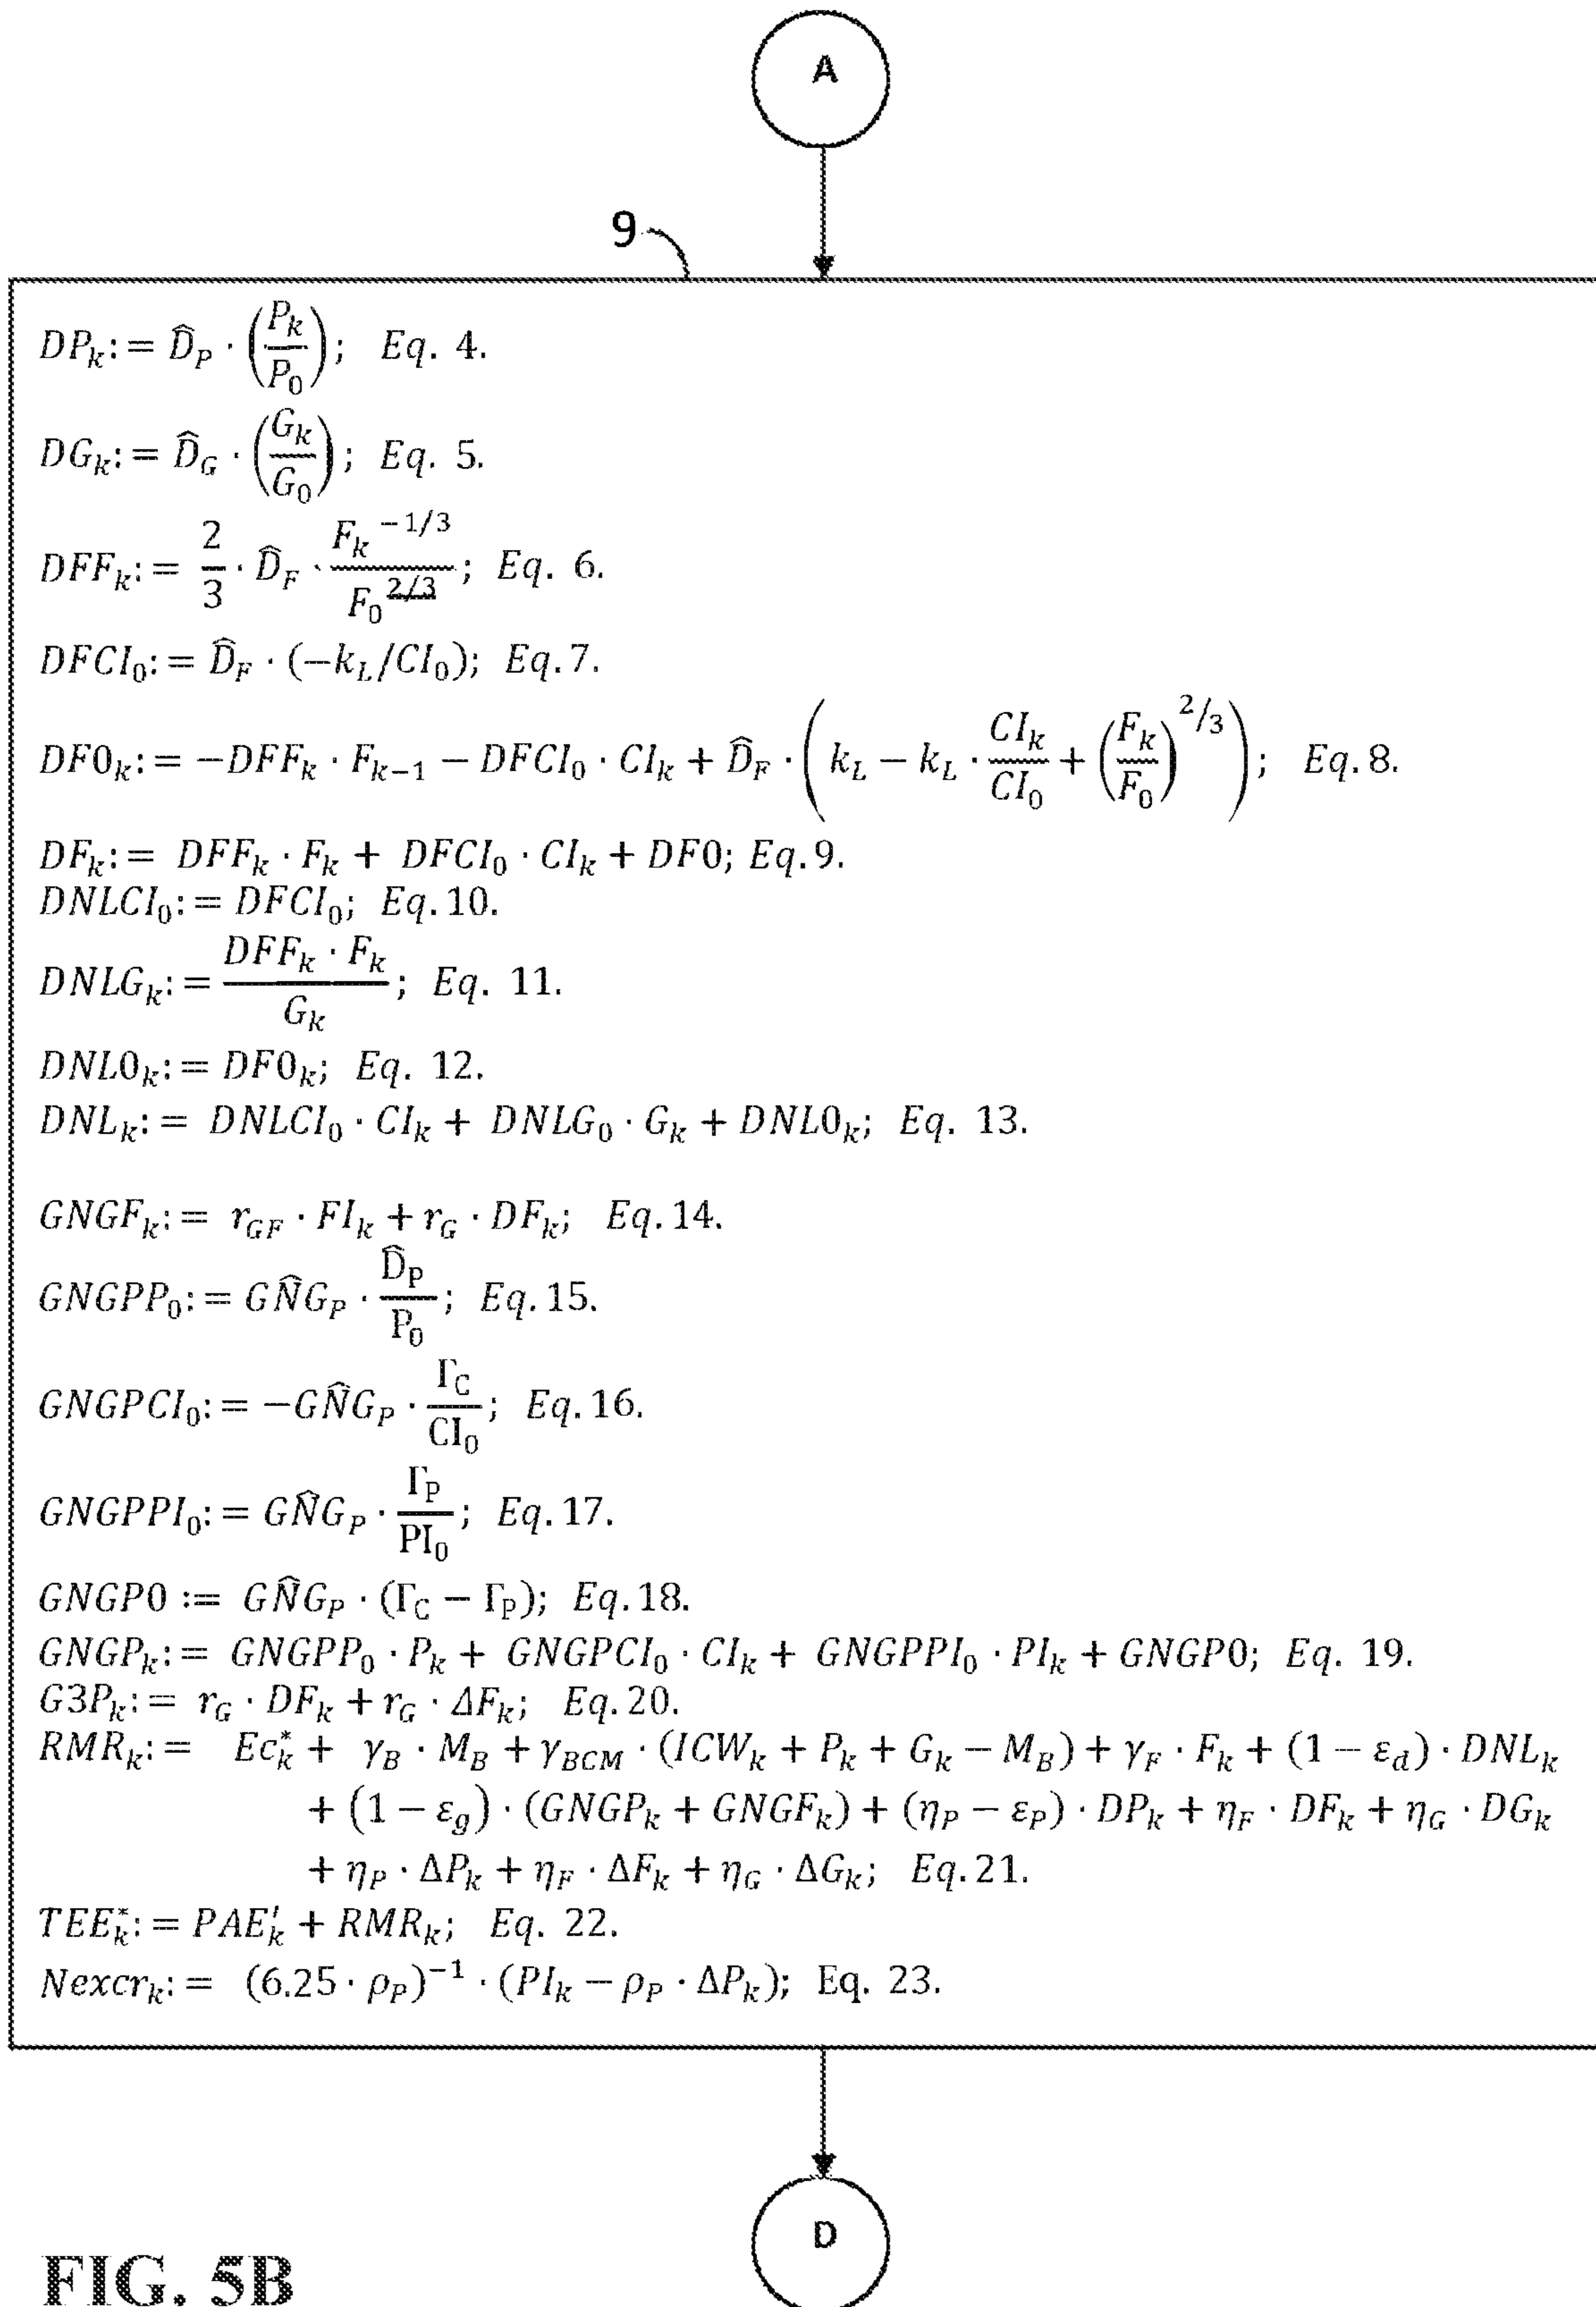 A
9
DP_k := D̂_P · (P_k / P_0); Eq. 4.
DG_k := D̂_G · (G_k / G_0); Eq. 5.
DFF_k := 2/3 · D̂_F · F_k^{-1/3} / F_0^{2/3}; Eq. 6.
DFCI_0 := D̂_F · (−k_L/CI_0); Eq.7.
DF0_k := −DFF_k · F_{k−1} − DFCI_0 · CI_k + D̂_F · (k_L − k_L · CI_k / CI_0 + (F_k / F_0)^{2/3}); Eq.8.
DF_k := DFF_k · F_k + DFCI_0 · CI_k + DF0; Eq.9.
DNLCI_0 := DFCI_0; Eq.10.
DNLG_k := DFF_k · F_k / G_k; Eq. 11.
DNL0_k := DF0_k; Eq. 12.
DNL_k := DNLCI_0 · CI_k + DNLG_0 · G_k + DNL0_k; Eq. 13.
GNGF_k := r_{GF} · FI_k + r_G · DF_k; Eq.14.
GNGPP_0 := GN̂G_P · D̂_P / P_0; Eq.15.
GNGPCI_0 := −GN̂G_P · Γ_C / CI_0; Eq.16.
GNGPPI_0 := GN̂G_P · Γ_P / PI_0; Eq.17.
GNGP0 := GN̂G_P · (Γ_C − Γ_P); Eq.18.
GNGP_k := GNGPP_0 · P_k + GNGPCI_0 · CI_k + GNGPPI_0 · PI_k + GNGP0; Eq. 19.
G3P_k := r_G · DF_k + r_G · ΔF_k; Eq.20.
RMR_k := Ec_k^* + γ_B · M_B + γ_{BCM} · (ICW_k + P_k + G_k − M_B) + γ_F · F_k + (1 − ε_d) · DNL_k
+ (1 − ε_g) · (GNGP_k + GNGF_k) + (η_P − ε_P) · DP_k + η_F · DF_k + η_G · DG_k
+ η_P · ΔP_k + η_F · ΔF_k + η_G · ΔG_k; Eq.21.
TEE_k^* := PAE_k' + RMR_k; Eq. 22.
Nexcr_k := (6.25 · ρ_P)^{−1} · (PI_k − ρ_P · ΔP_k); Eq. 23.
D
FIG. 5B